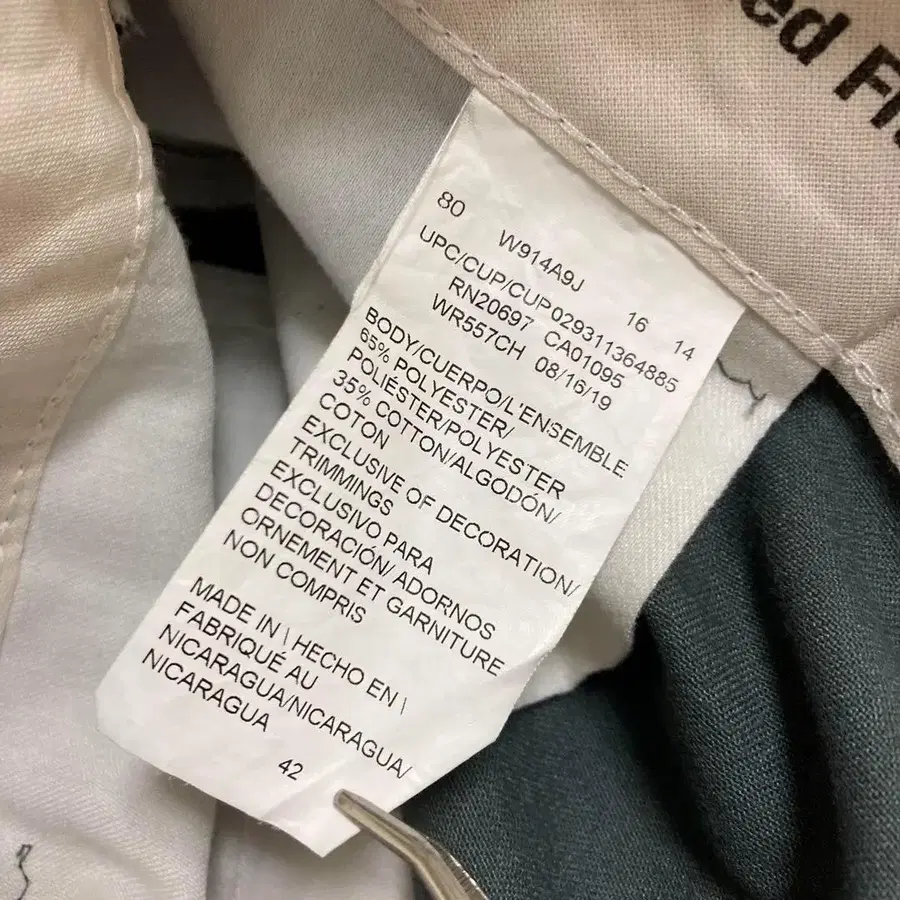 ed Fi
80 W914A9J 16 14
UPC/CUP/CUP029311364885
RN20697 CA01095
WR557CH 08/16/19
BODY/CUERPO/L'ENSEMBLE
65% POLYESTER/
POLIÉSTER/POLYESTER
35% COTTON/ALGODÓN/
COTON
EXCLUSIVE OF DECORATION/
TRIMMINGS
EXCLUSIVO PARA
DECORACIÓN/ ADORNOS
ORNEMENT ET GARNITURE
NON COMPRIS
MADE IN \ HECHO EN \
FABRIQUÉ AU
NICARAGUA/NICARAGUA/
NICARAGUA
42